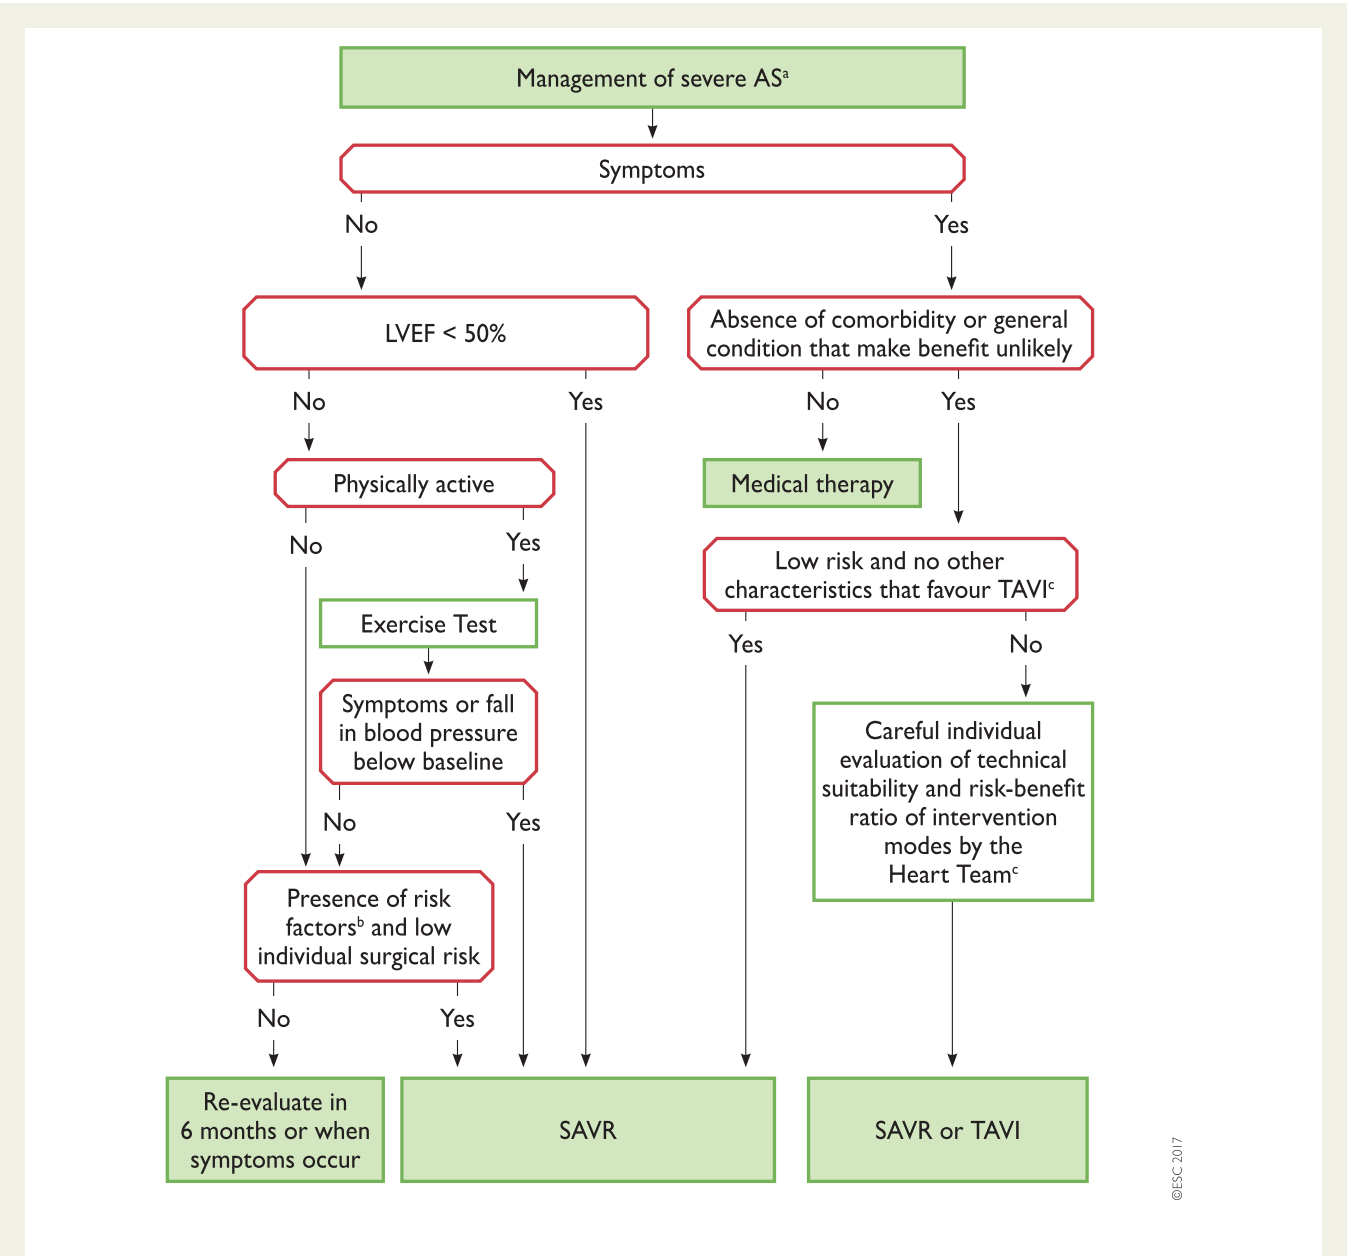 Management of severe ASᵃ
Symptoms
No
Yes
LVEF < 50%
Absence of comorbidity or general
condition that make benefit unlikely
No
Yes
No
Yes
Physically active
Medical therapy
No
Yes
Low risk and no other
characteristics that favour TAVIᶜ
Exercise Test
Yes
No
Symptoms or fall
in blood pressure
below baseline
Careful individual
evaluation of technical
suitability and risk-benefit
ratio of intervention
modes by the
Heart Teamᶜ
No
Yes
Presence of risk
factorsᵇ and low
individual surgical risk
No
Yes
Re-evaluate in
6 months or when
symptoms occur
SAVR
SAVR or TAVI
©ESC 2017